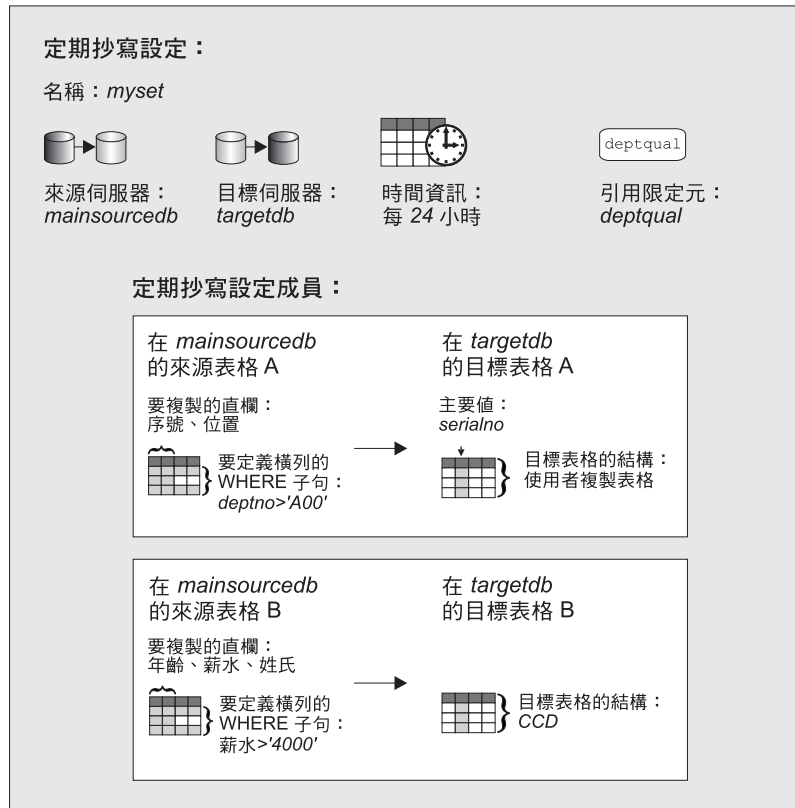 定期抄寫設定：
名稱：myset
deptqual
來源伺服器：
mainsourcedb
目標伺服器：
targetdb
時間資訊：
每 24 小時
引用限定元：
deptqual
定期抄寫設定成員：
在 mainsourcedb
的來源表格 A
要複製的直欄：
序號、位置
要定義橫列的
WHERE 子句：
deptno>'A00'
在 targetdb
的目標表格 A
主要值：
serialno
目標表格的結構：
使用者複製表格
在 mainsourcedb
的來源表格 B
要複製的直欄：
年齡、薪水、姓氏
要定義橫列的
WHERE 子句：
薪水>'4000'
在 targetdb
的目標表格 B
目標表格的結構：
CCD